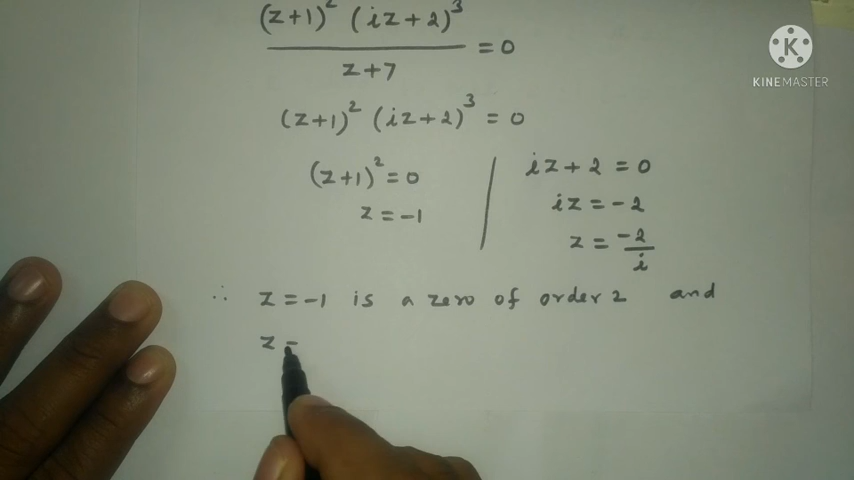 (z+1)² (iz+2)³
――― = 0
z+7
K
KINEMASTER
(z+1)² (iz+2)³ = 0
(z+1)² = 0
z = -1
iz + 2 = 0
iz = -2
z = -2/i
∴ z = -1 is a zero of order 2 and
z =